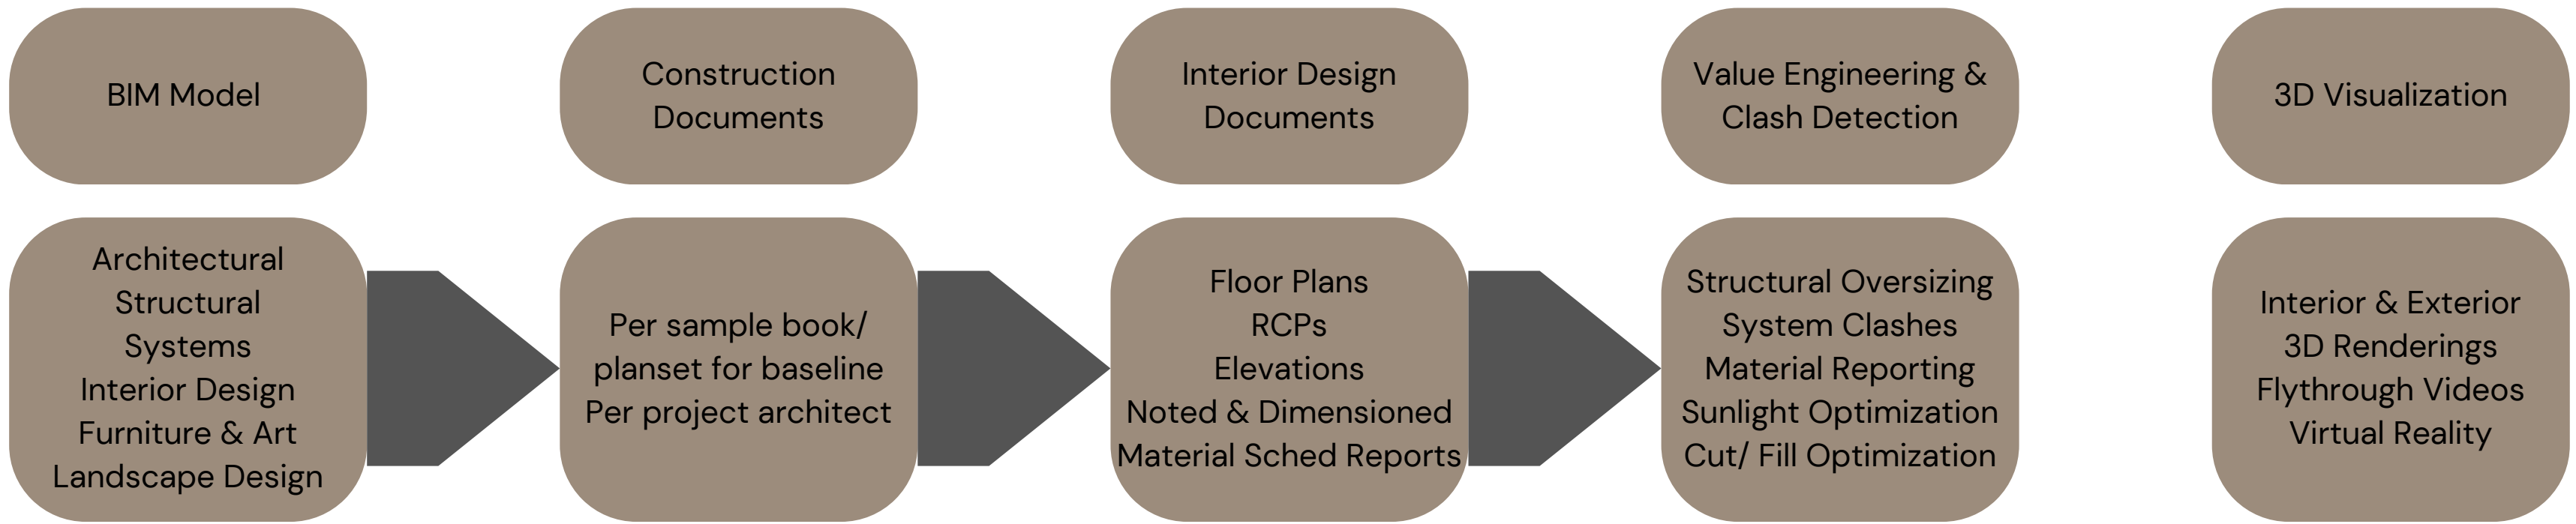 BIM Model
Construction
Documents
Interior Design
Documents
Value Engineering &
Clash Detection
3D Visualization
Architectural
Structural
Systems
Interior Design
Furniture & Art
Landscape Design
Per sample book/
planset for baseline
Per project architect
Floor Plans
RCPs
Elevations
Noted & Dimensioned
Material Sched Reports
Structural Oversizing
System Clashes
Material Reporting
Sunlight Optimization
Cut/ Fill Optimization
Interior & Exterior
3D Renderings
Flythrough Videos
Virtual Reality